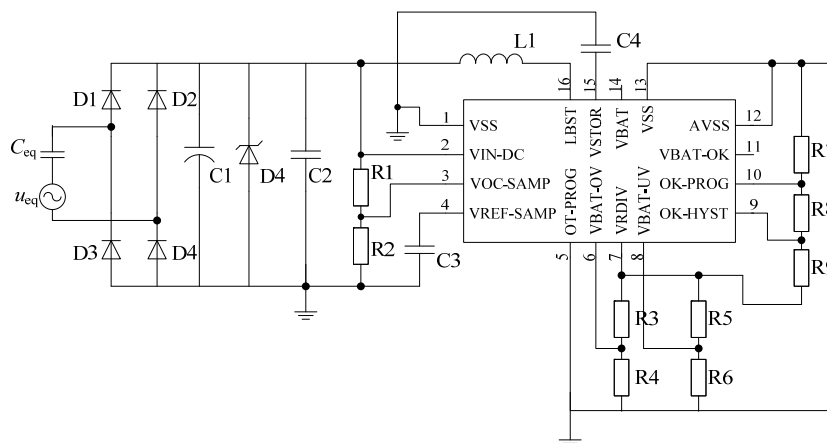 L1
C4
D1
D2
Ceq
ueq
D3
D4
C1
D4
C2
R1
R2
C3
16
15
14
13
LBST
VSTOR
VBAT
VSS
1
VSS
2
VIN-DC
3
VOC-SAMP
4
VREF-SAMP
AVSS
12
VBAT-OK
11
OK-PROG
10
OK-HYST
9
OT-PROG
VBAT-OV
VRDIV
VBAT-UV
5
6
7
8
R3
R5
R4
R6